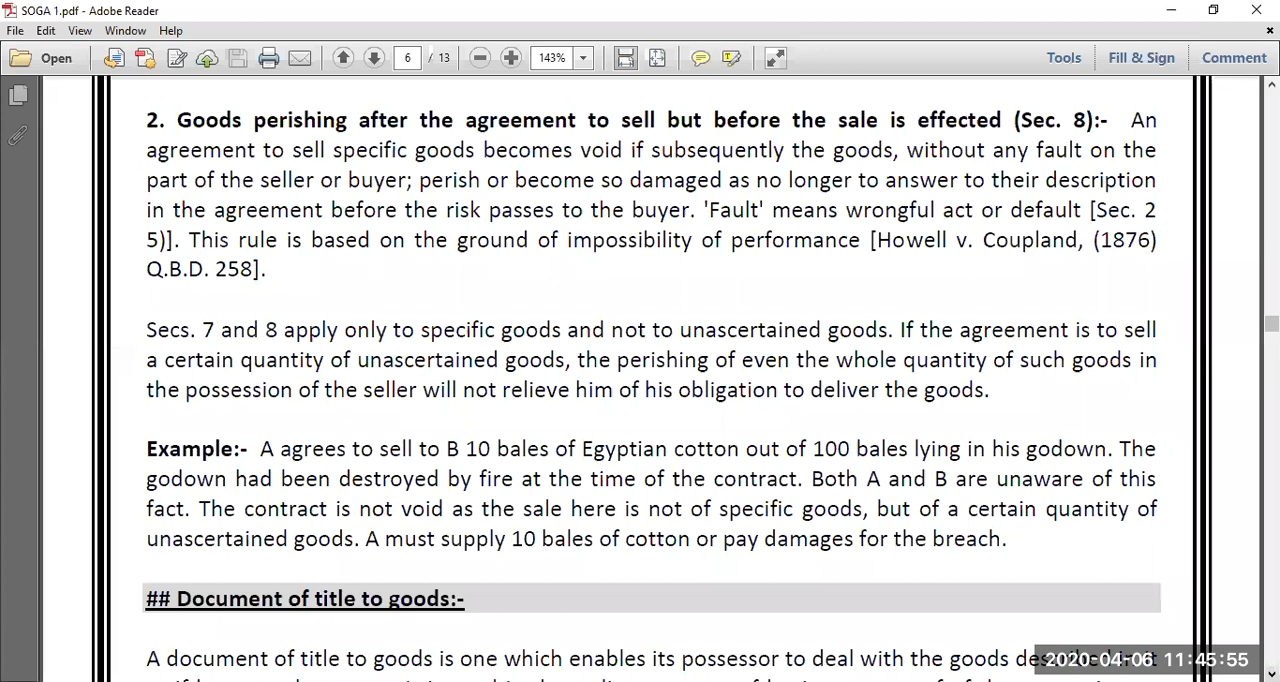 SOGA 1.pdf - Adobe Reader
File Edit View Window Help
Open 6 / 13 143% Tools Fill & Sign Comment
2. Goods perishing after the agreement to sell but before the sale is effected (Sec. 8):- An
agreement to sell specific goods becomes void if subsequently the goods, without any fault on the
part of the seller or buyer; perish or become so damaged as no longer to answer to their description
in the agreement before the risk passes to the buyer. 'Fault' means wrongful act or default [Sec. 2
5)]. This rule is based on the ground of impossibility of performance [Howell v. Coupland, (1876)
Q.B.D. 258].
Secs. 7 and 8 apply only to specific goods and not to unascertained goods. If the agreement is to sell
a certain quantity of unascertained goods, the perishing of even the whole quantity of such goods in
the possession of the seller will not relieve him of his obligation to deliver the goods.
Example:- A agrees to sell to B 10 bales of Egyptian cotton out of 100 bales lying in his godown. The
godown had been destroyed by fire at the time of the contract. Both A and B are unaware of this
fact. The contract is not void as the sale here is not of specific goods, but of a certain quantity of
unascertained goods. A must supply 10 bales of cotton or pay damages for the breach.
## Document of title to goods:-
A document of title to goods is one which enables its possessor to deal with the goods
2020-04-06 11:45:55